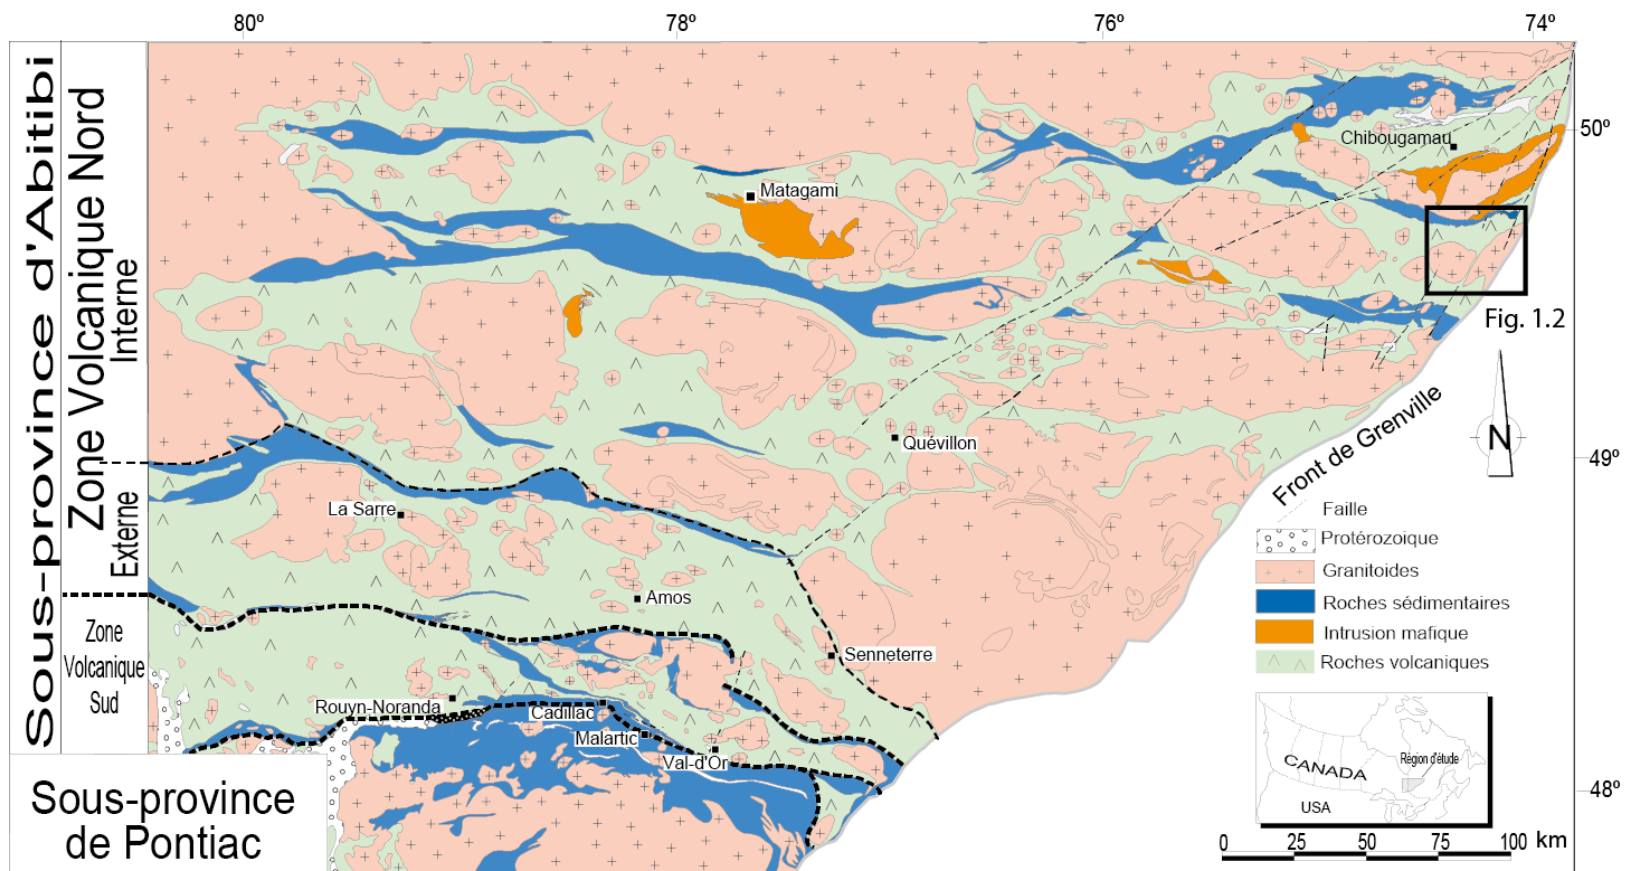 80º
78º
76º
74º
Sous-province d'Abitibi
Zone Volcanique Nord
Interne
Externe
Zone
Volcanique
Sud
Sous-province
de Pontiac
Chibougamau
50º
Matagami
Fig. 1.2
Quévillon
49º
La Sarre
Amos
Senneterre
Rouyn-Noranda
Cadillac
Malartic
Val-d'Or
48º
Front de Grenville
N
Faille
Protérozoique
Granitoides
Roches sédimentaires
Intrusion mafique
Roches volcaniques
Région d'étude
CANADA
USA
0 25 50 75 100 km